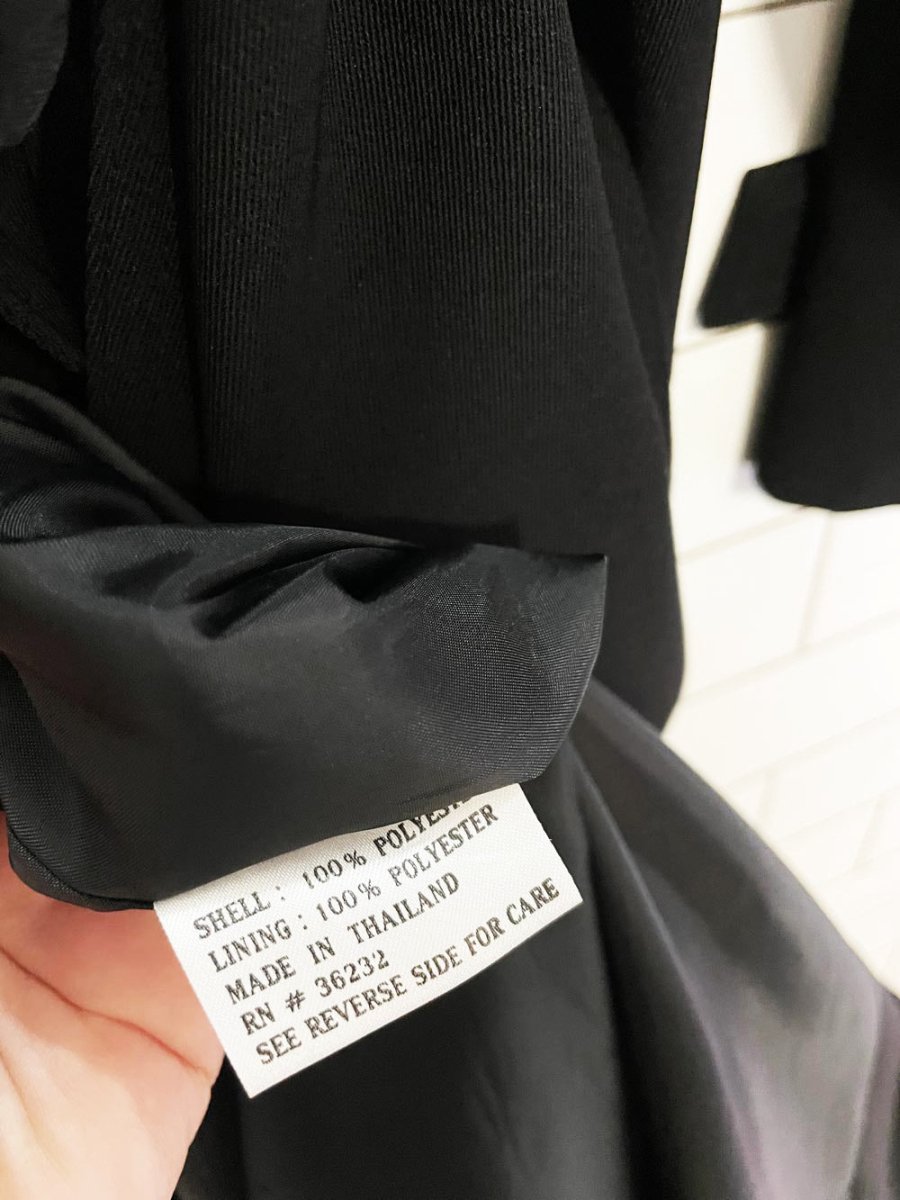 SHELL : 100% POLYESTER
LINING : 100% POLYESTER
MADE IN THAILAND
RN # 36232
SEE REVERSE SIDE FOR CARE